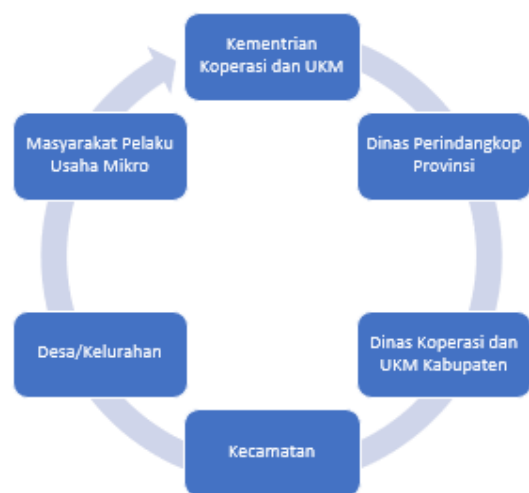 Kementrian
Koperasi dan UKM
Dinas Perindangkop
Provinsi
Dinas Koperasi dan
UKM Kabupaten
Kecamatan
Desa/Kelurahan
Masyarakat Pelaku
Usaha Mikro